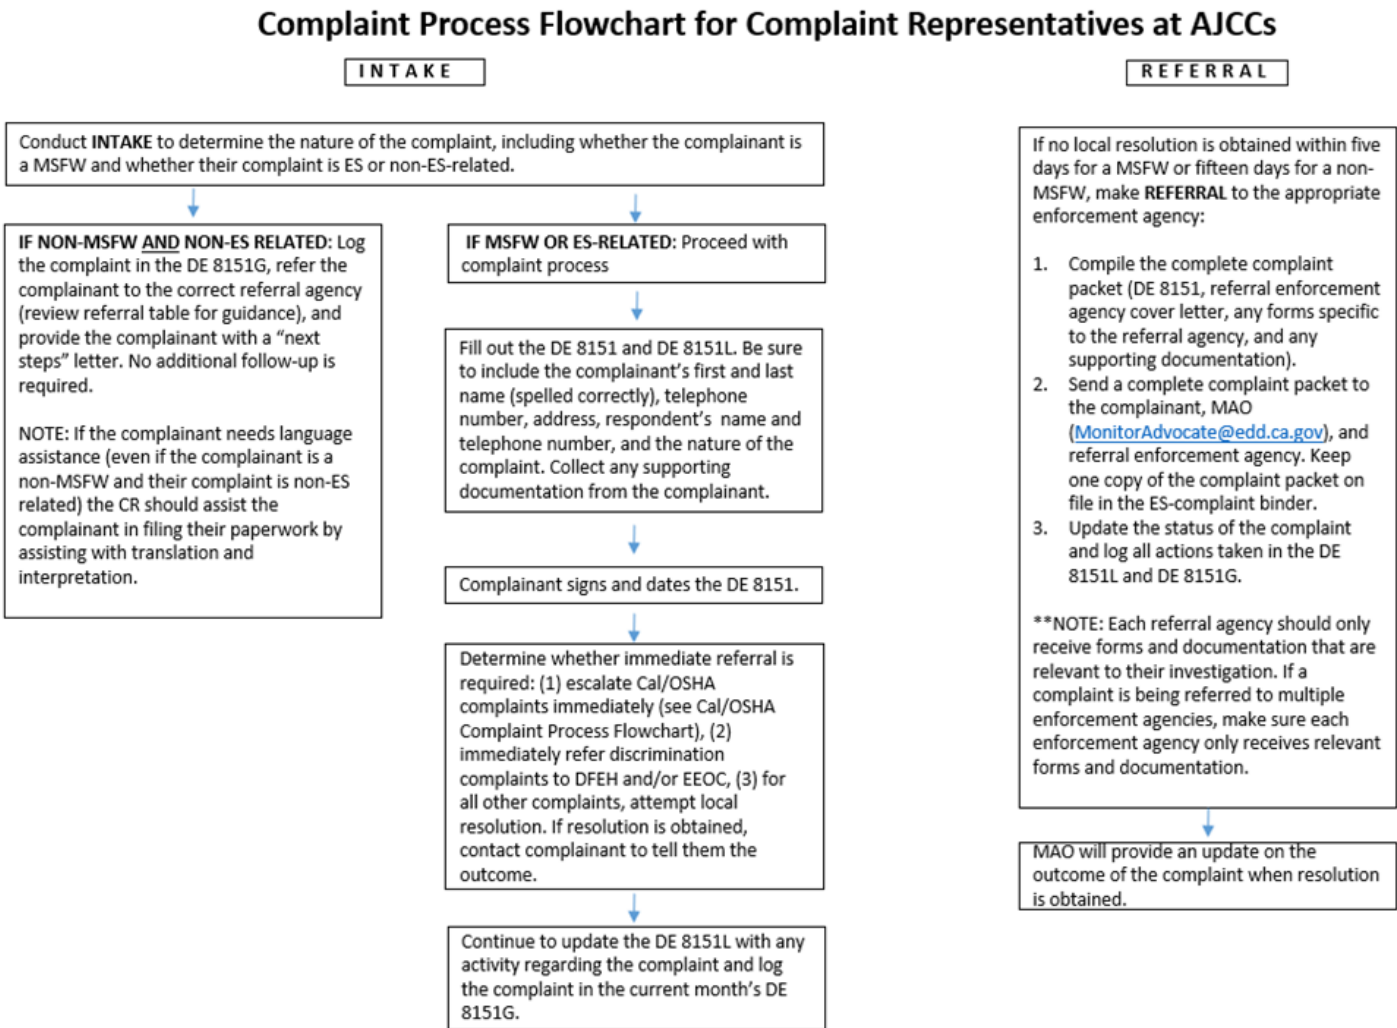 Complaint Process Flowchart for Complaint Representatives at AJCCs
INTAKE
Conduct INTAKE to determine the nature of the complaint, including whether the complainant is
a MSFW and whether their complaint is ES or non-ES-related.
IF NON-MSFW AND NON-ES RELATED: Log
the complaint in the DE 8151G, refer the
complainant to the correct referral agency
(review referral table for guidance), and
provide the complainant with a “next
steps” letter. No additional follow-up is
required.
NOTE: If the complainant needs language
assistance (even if the complainant is a
non-MSFW and their complaint is non-ES
related) the CR should assist the
complainant in filing their paperwork by
assisting with translation and
interpretation.
IF MSFW OR ES-RELATED: Proceed with
complaint process
Fill out the DE 8151 and DE 8151L. Be sure
to include the complainant’s first and last
name (spelled correctly), telephone
number, address, respondent’s name and
telephone number, and the nature of the
complaint. Collect any supporting
documentation from the complainant.
Complainant signs and dates the DE 8151.
Determine whether immediate referral is
required: (1) escalate Cal/OSHA
complaints immediately (see Cal/OSHA
Complaint Process Flowchart), (2)
immediately refer discrimination
complaints to DFEH and/or EEOC, (3) for
all other complaints, attempt local
resolution. If resolution is obtained,
contact complainant to tell them the
outcome.
Continue to update the DE 8151L with any
activity regarding the complaint and log
the complaint in the current month’s DE
8151G.
REFERRAL
If no local resolution is obtained within five
days for a MSFW or fifteen days for a non-
MSFW, make REFERRAL to the appropriate
enforcement agency:
1. Compile the complete complaint
packet (DE 8151, referral enforcement
agency cover letter, any forms specific
to the referral agency, and any
supporting documentation).
2. Send a complete complaint packet to
the complainant, MAO
(MonitorAdvocate@edd.ca.gov), and
referral enforcement agency. Keep
one copy of the complaint packet on
file in the ES-complaint binder.
3. Update the status of the complaint
and log all actions taken in the DE
8151L and DE 8151G.
**NOTE: Each referral agency should only
receive forms and documentation that are
relevant to their investigation. If a
complaint is being referred to multiple
enforcement agencies, make sure each
enforcement agency only receives relevant
forms and documentation.
MAO will provide an update on the
outcome of the complaint when resolution
is obtained.